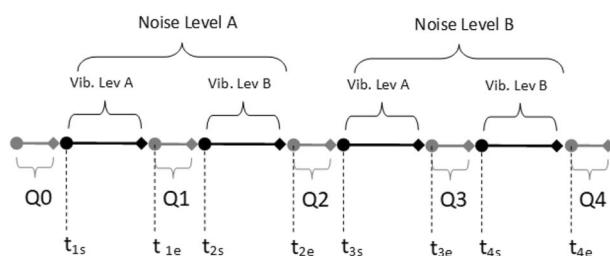 Noise Level A Noise Level B
Vib. Lev A Vib. Lev B Vib. Lev A Vib. Lev B
Q0 Q1 Q2 Q3 Q4
t1s t1e t2s t2e t3s t3e t4s t4e